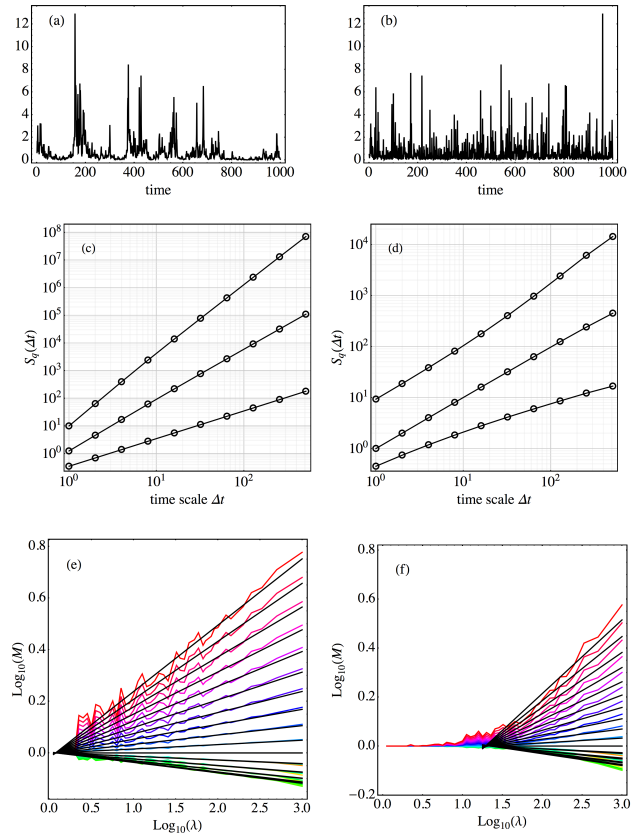 (a)
12
10
8
6
4
2
0
0 200 400 600 800 1000
time
(b)
12
10
8
6
4
2
0
0 200 400 600 800 1000
time
(c)
S_q(Δt)
10^8
10^7
10^6
10^5
10^4
10^3
10^2
10^1
10^0
10^0 10^1 10^2
time scale Δt
(d)
S_q(Δt)
10^4
10^3
10^2
10^1
10^0
10^0 10^1 10^2
time scale Δt
(e)
Log₁₀(M)
0.8
0.6
0.4
0.2
0.0
0.0 0.5 1.0 1.5 2.0 2.5 3.0
Log₁₀(λ)
(f)
Log₁₀(M)
0.8
0.6
0.4
0.2
0.0
−0.2
0.0 0.5 1.0 1.5 2.0 2.5 3.0
Log₁₀(λ)